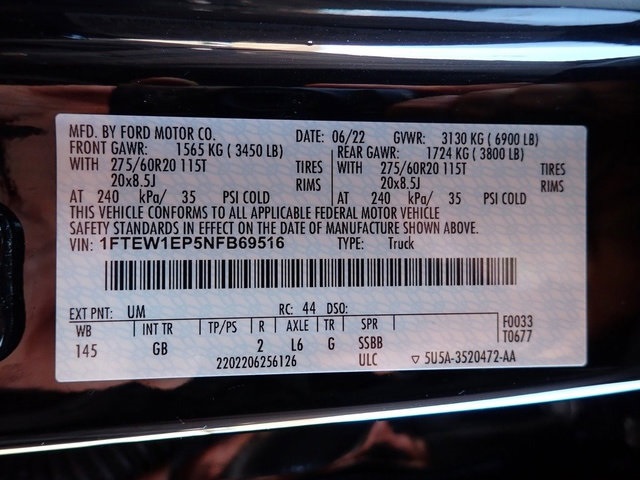 MFD. BY FORD MOTOR CO. DATE: 06/22 GVWR: 3130 KG ( 6900 LB)
FRONT GAWR: 1565 KG ( 3450 LB) REAR GAWR: 1724 KG ( 3800 LB)
WITH 275/60R20 115T TIRES WITH 275/60R20 115T TIRES
20x8.5J RIMS 20x8.5J RIMS
AT 240 kPa/ 35 PSI COLD AT 240 kPa/ 35 PSI COLD
THIS VEHICLE CONFORMS TO ALL APPLICABLE FEDERAL MOTOR VEHICLE
SAFETY STANDARDS IN EFFECT ON THE DATE OF MANUFACTURE SHOWN ABOVE.
VIN: 1FTEW1EP5NFB69516 TYPE: Truck
EXT PNT: UM RC: 44 DSO:
WB INT TR TP/PS R AXLE TR SPR F0033
145 GB 2 L6 G SSBB T0677
2202206256126 ULC ▽ 5U5A-3520472-AA